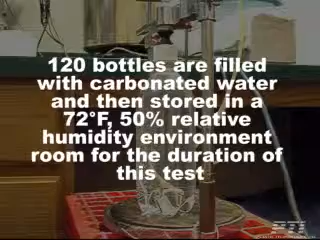 120 bottles are filled
with carbonated water
and then stored in a
72°F, 50% relative
humidity environment
room for the duration of
this test